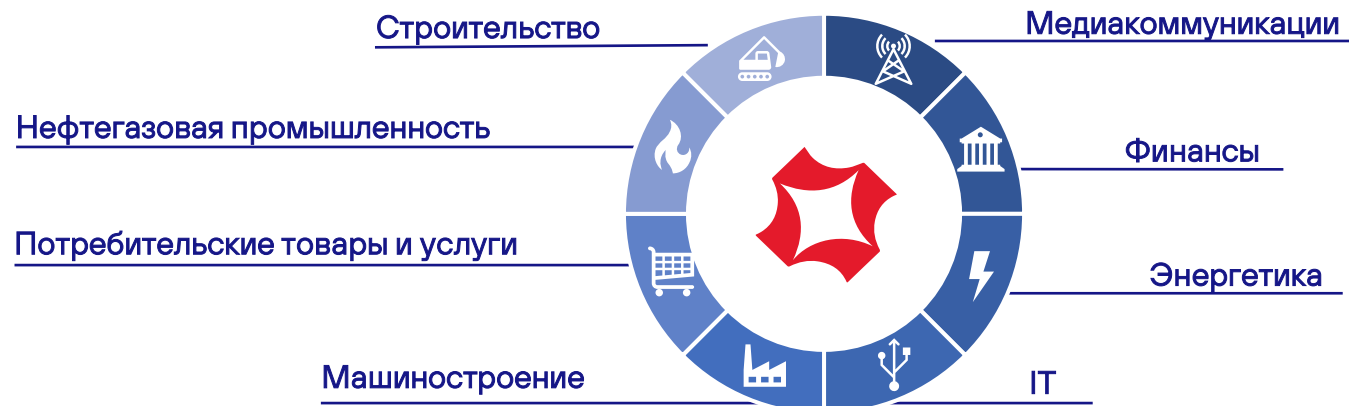 Строительство
Медиакоммуникации
Нефтегазовая промышленность
Финансы
Потребительские товары и услуги
Энергетика
Машиностроение
IT